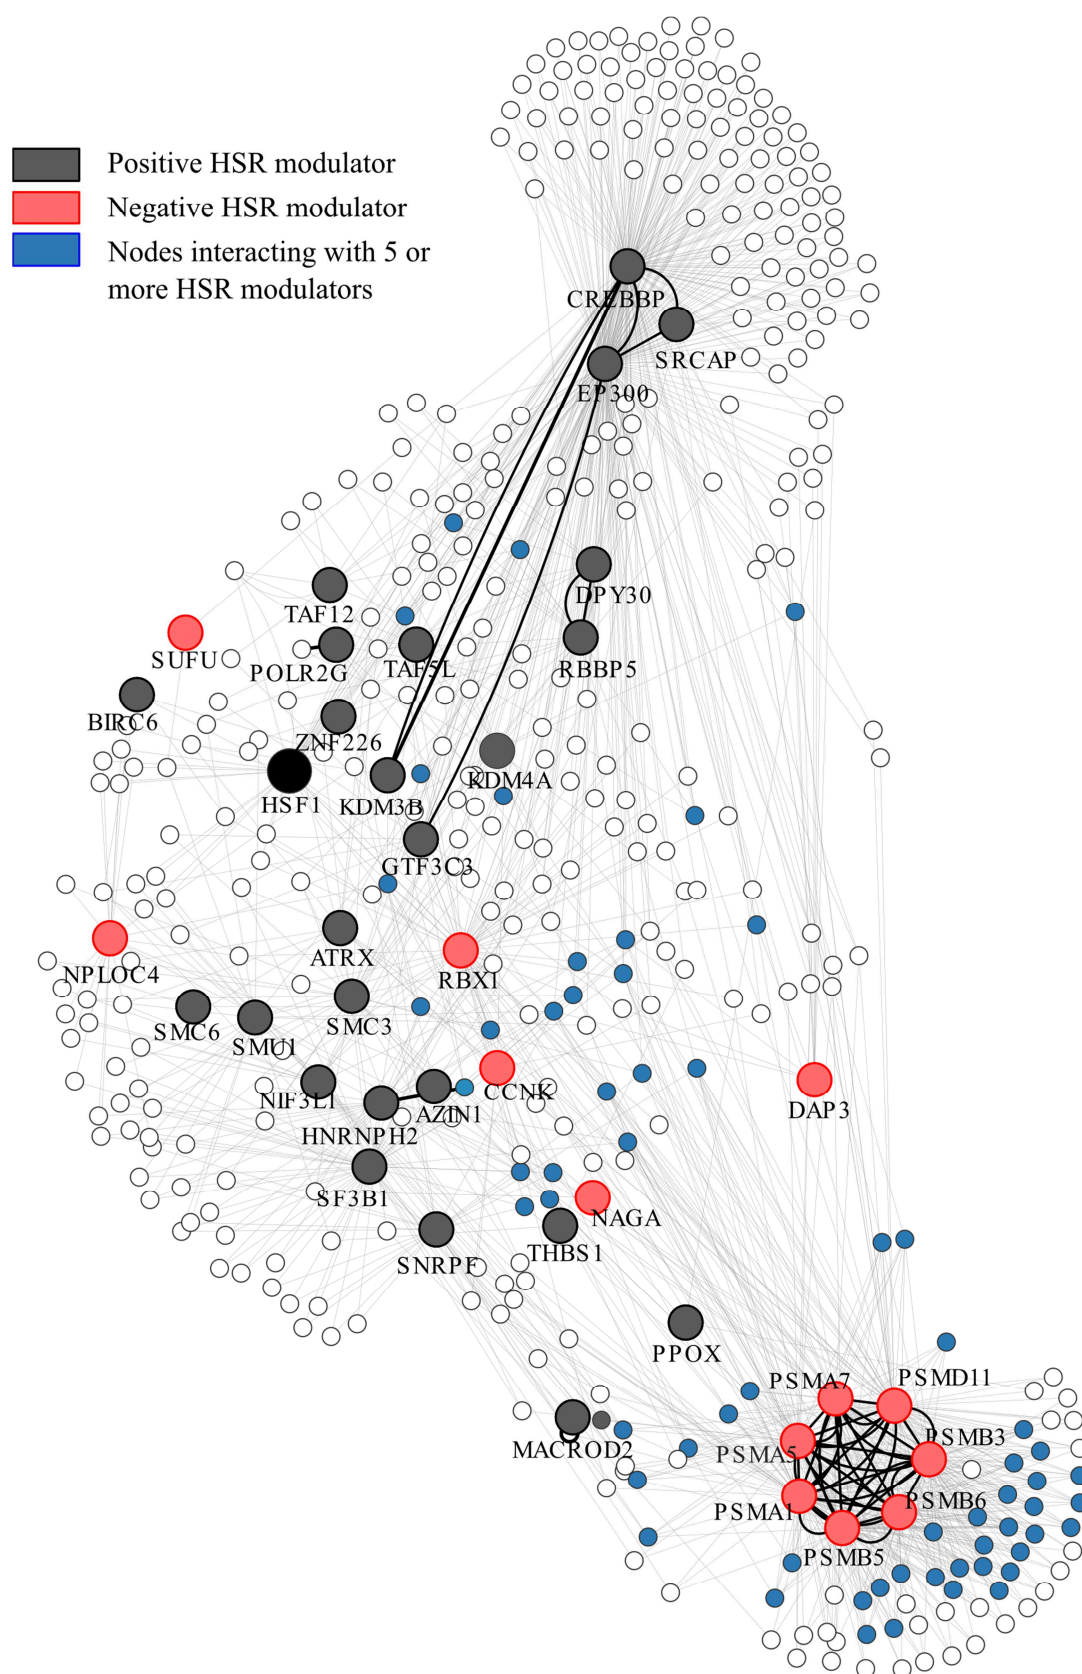 Positive HSR modulator
Negative HSR modulator
Nodes interacting with 5 or
more HSR modulators
CREBBP
SRCAP
EP300
DPY30
TAF12
SUFU
POLR2G
TAF5L
RBBP5
BIRC6
ZNF226
HSF1
KDM3B
KDM4A
GTF3C3
ATRX
NPLOC4
RBX1
SMC6
SMC3
SMU1
NIF3L1
AZIN1
CCNK
DAP3
HNRNPH2
SF3B1
NAGA
SNRPF
THBS1
PPOX
PSMA7
PSMD11
MACROD2
PSMA5
PSMB3
PSMA1
PSMB6
PSMB5